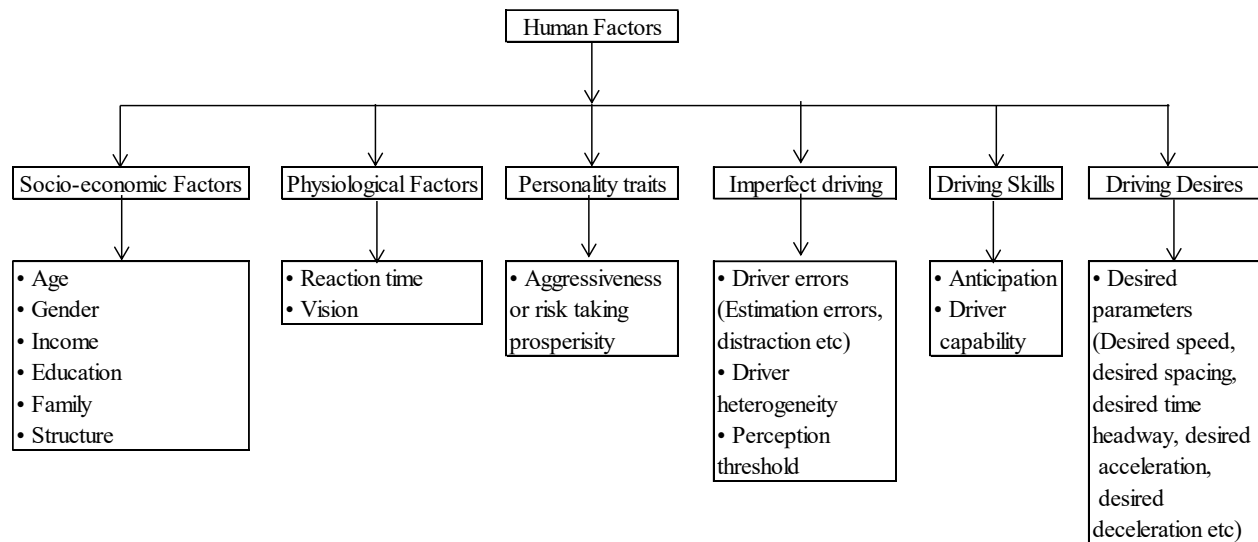 Human Factors
Socio-economic Factors
Physiological Factors
Personality traits
Imperfect driving
Driving Skills
Driving Desires
• Age
• Gender
• Income
• Education
• Family
• Structure
• Reaction time
• Vision
• Aggressiveness
or risk taking
prosperisity
• Driver errors
(Estimation errors,
distraction etc)
• Driver
heterogeneity
• Perception
threshold
• Anticipation
• Driver
capability
• Desired
parameters
(Desired speed,
desired spacing,
desired time
headway, desired
acceleration,
desired
deceleration etc)